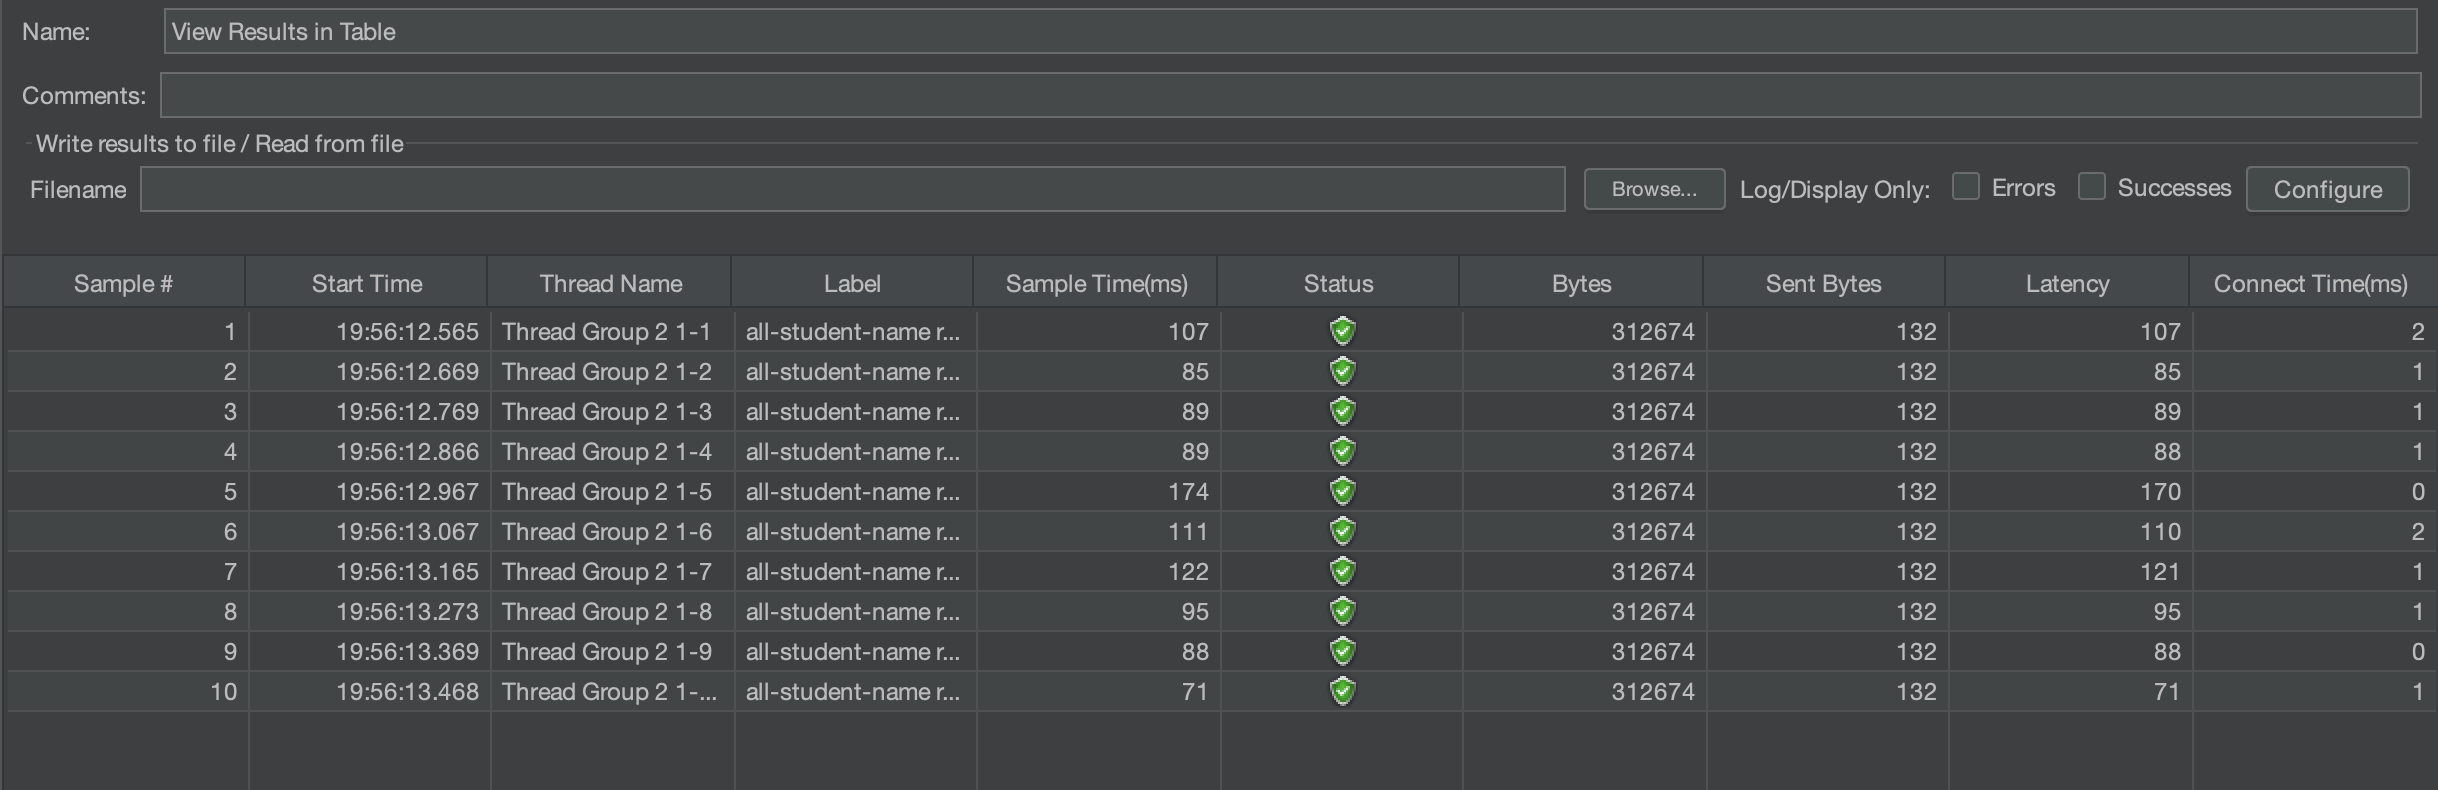 Name: View Results in Table
Comments:
Write results to file / Read from file
Filename Browse... Log/Display Only: Errors Successes Configure
Sample # Start Time Thread Name Label Sample Time(ms) Status Bytes Sent Bytes Latency Connect Time(ms)
1 19:56:12.565 Thread Group 2 1-1 all-student-name r... 107 312674 132 107 2
2 19:56:12.669 Thread Group 2 1-2 all-student-name r... 85 312674 132 85 1
3 19:56:12.769 Thread Group 2 1-3 all-student-name r... 89 312674 132 89 1
4 19:56:12.866 Thread Group 2 1-4 all-student-name r... 89 312674 132 88 1
5 19:56:12.967 Thread Group 2 1-5 all-student-name r... 174 312674 132 170 0
6 19:56:13.067 Thread Group 2 1-6 all-student-name r... 111 312674 132 110 2
7 19:56:13.165 Thread Group 2 1-7 all-student-name r... 122 312674 132 121 1
8 19:56:13.273 Thread Group 2 1-8 all-student-name r... 95 312674 132 95 1
9 19:56:13.369 Thread Group 2 1-9 all-student-name r... 88 312674 132 88 0
10 19:56:13.468 Thread Group 2 1-... all-student-name r... 71 312674 132 71 1